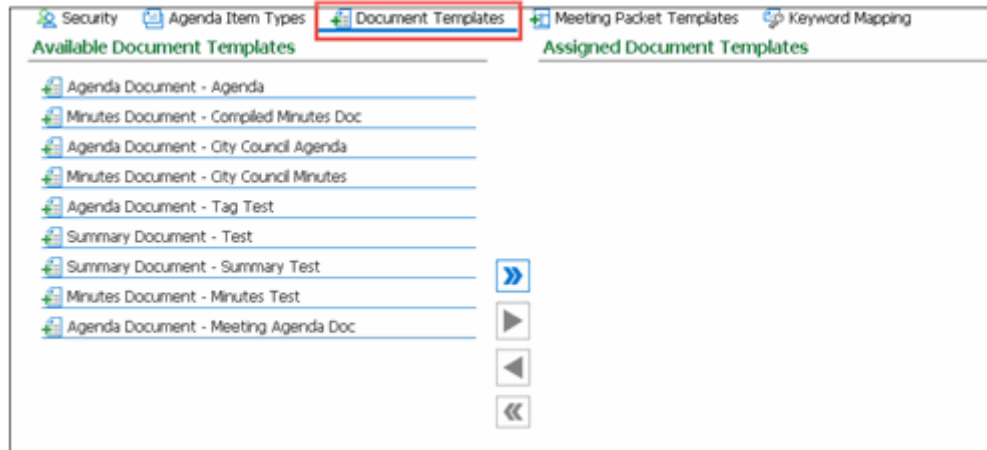 Security Agenda Item Types Document Templates Meeting Packet Templates Keyword Mapping
Available Document Templates Assigned Document Templates
Agenda Document - Agenda
Minutes Document - Compiled Minutes Doc
Agenda Document - City Council Agenda
Minutes Document - City Council Minutes
Agenda Document - Tag Test
Summary Document - Test
Summary Document - Summary Test
Minutes Document - Minutes Test
Agenda Document - Meeting Agenda Doc